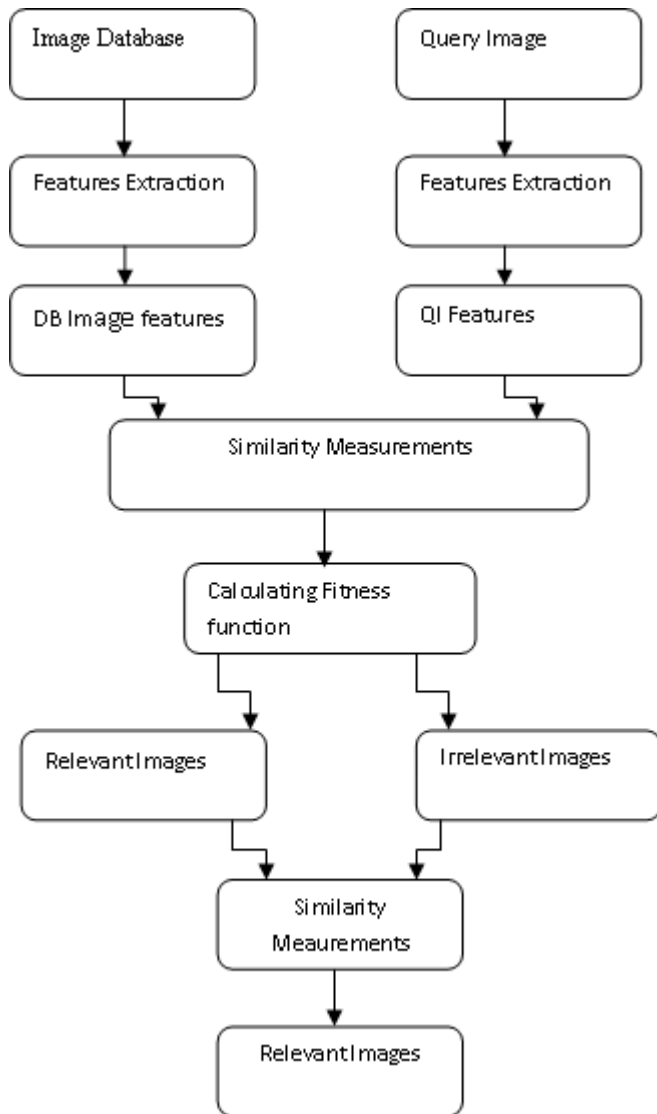 Image Database
Query Image
Features Extraction
Features Extraction
DB Image features
QI Features
Similarity Measurements
Calculating Fitness
function
Relevant Images
Irrelevant Images
Similarity
Meaurements
Relevant Images